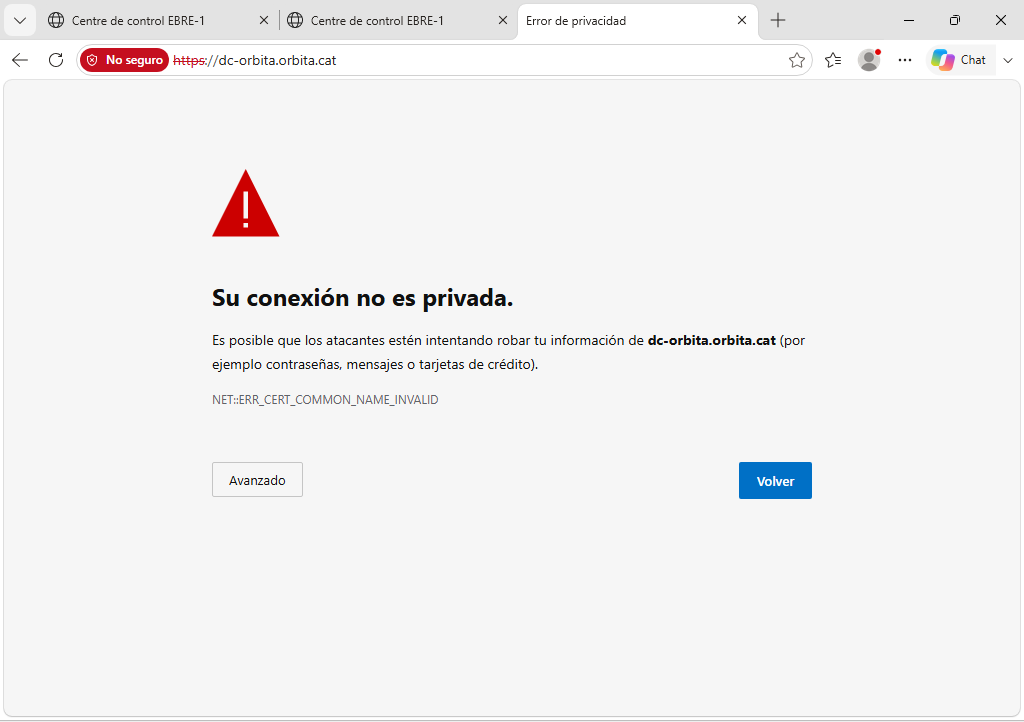 Centre de control EBRE-1
Centre de control EBRE-1
Error de privacidad
No seguro https://dc-orbita.orbita.cat
Chat
Su conexión no es privada.
Es posible que los atacantes estén intentando robar tu información de dc-orbita.orbita.cat (por
ejemplo contraseñas, mensajes o tarjetas de crédito).
NET::ERR_CERT_COMMON_NAME_INVALID
Avanzado
Volver